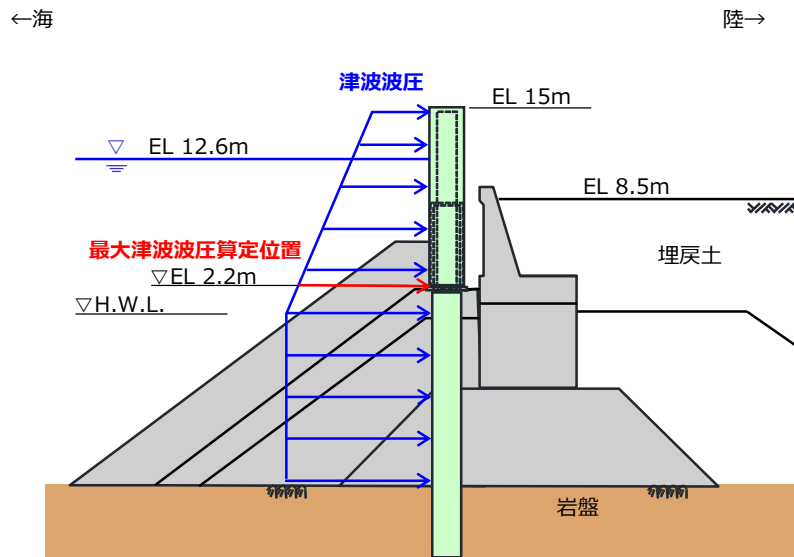 ←海
陸→
津波波圧
EL 15m
▽ EL 12.6m
EL 8.5m
最大津波波圧算定位置
埋戻土
▽EL 2.2m
▽H.W.L.
岩盤